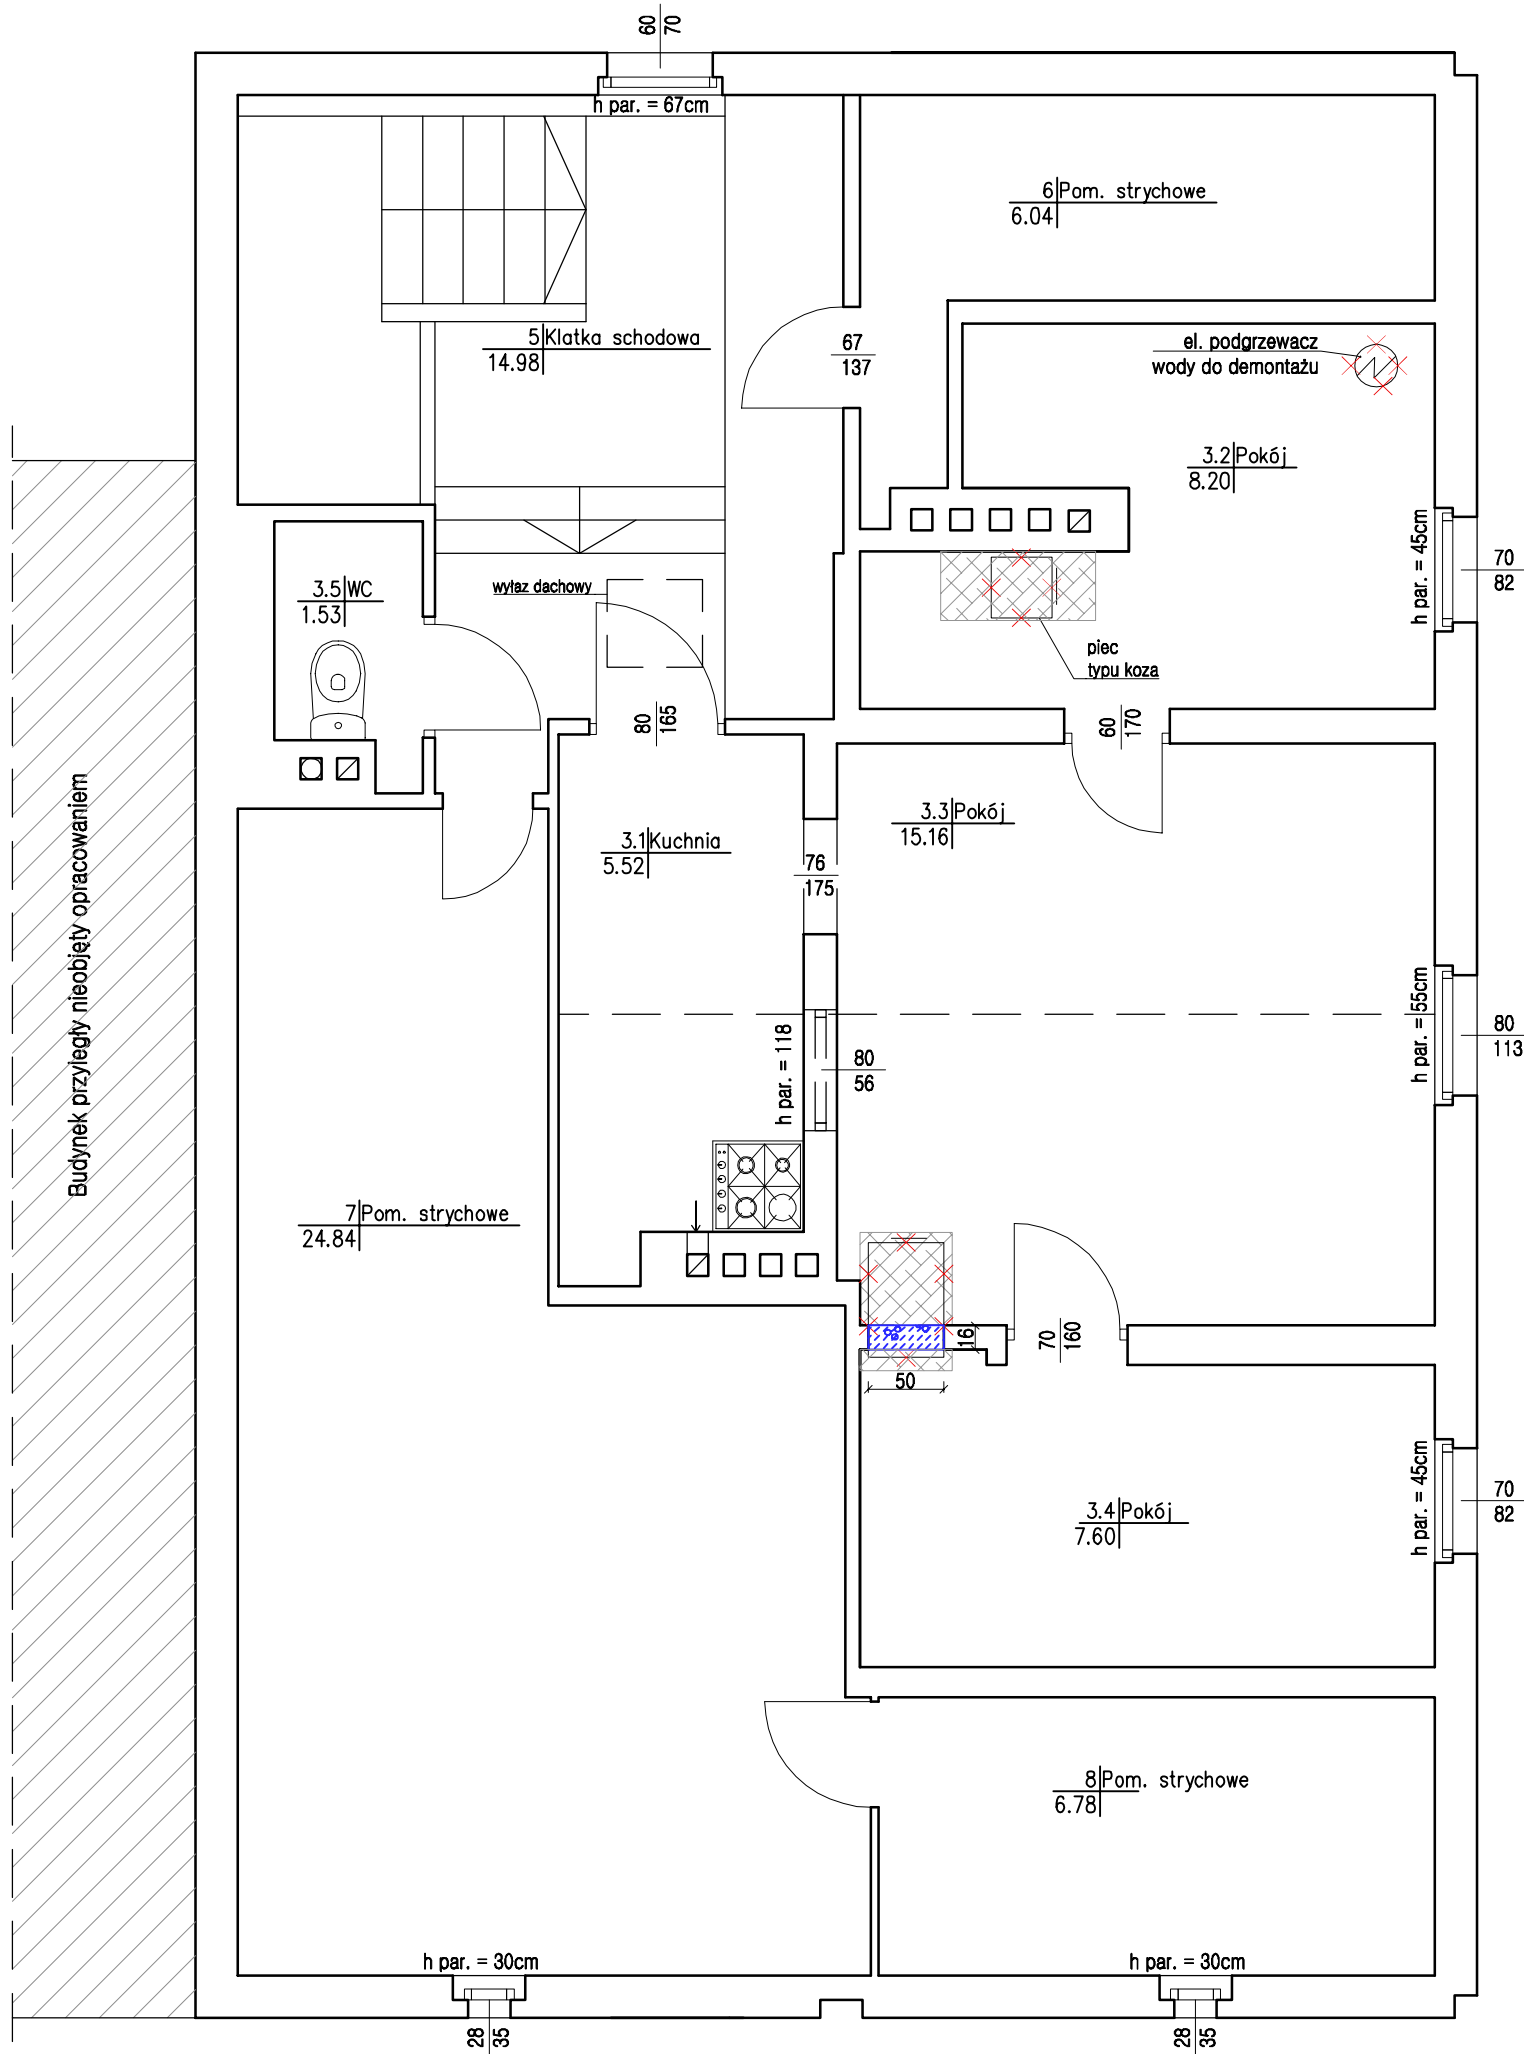 60
70
h par. = 67cm
6 Pom. strychowe
6.04
5 Klatka schodowa
14.98
67
137
el. podgrzewacz
wody do demontażu
3.2 Pokój
8.20
h par. = 45cm
70
82
3.5 WC
1.53
wyłaz dachowy
piec
typu koza
80
165
60
170
Budynek przyległy nieobjęty opracowaniem
3.1 Kuchnia
5.52
76
175
3.3 Pokój
15.16
h par. = 55cm
80
113
h par. = 118
80
56
7 Pom. strychowe
24.84
16
70
160
50
h par. = 45cm
70
82
3.4 Pokój
7.60
8 Pom. strychowe
6.78
h par. = 30cm
h par. = 30cm
28
35
28
35